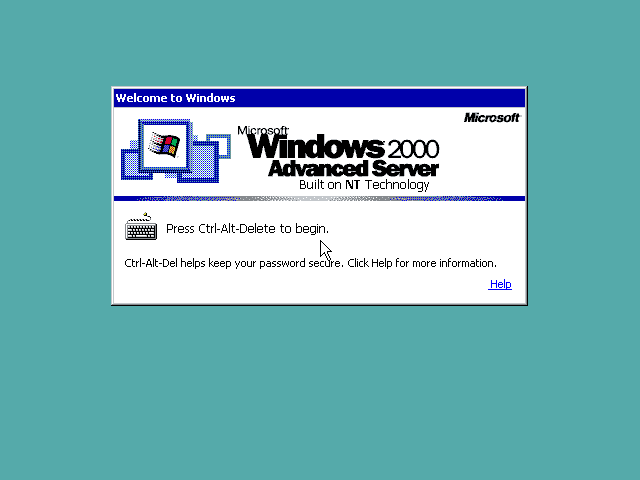 Welcome to Windows
Microsoft
Microsoft
Windows 2000
Advanced Server
Built on NT Technology
Press Ctrl-Alt-Delete to begin.
Ctrl-Alt-Del helps keep your password secure. Click Help for more information.
Help